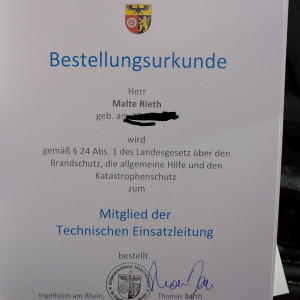 Bestellungsurkunde
Herr
Malte Rieth
geb. am
wird
gemäß § 24 Abs. 1 des Landesgesetz über den
Brandschutz, die allgemeine Hilfe und den
Katastrophenschutz
zum
Mitglied der
Technischen Einsatzleitung
bestellt.
Ingelheim am Rhein,
Thomas Barth